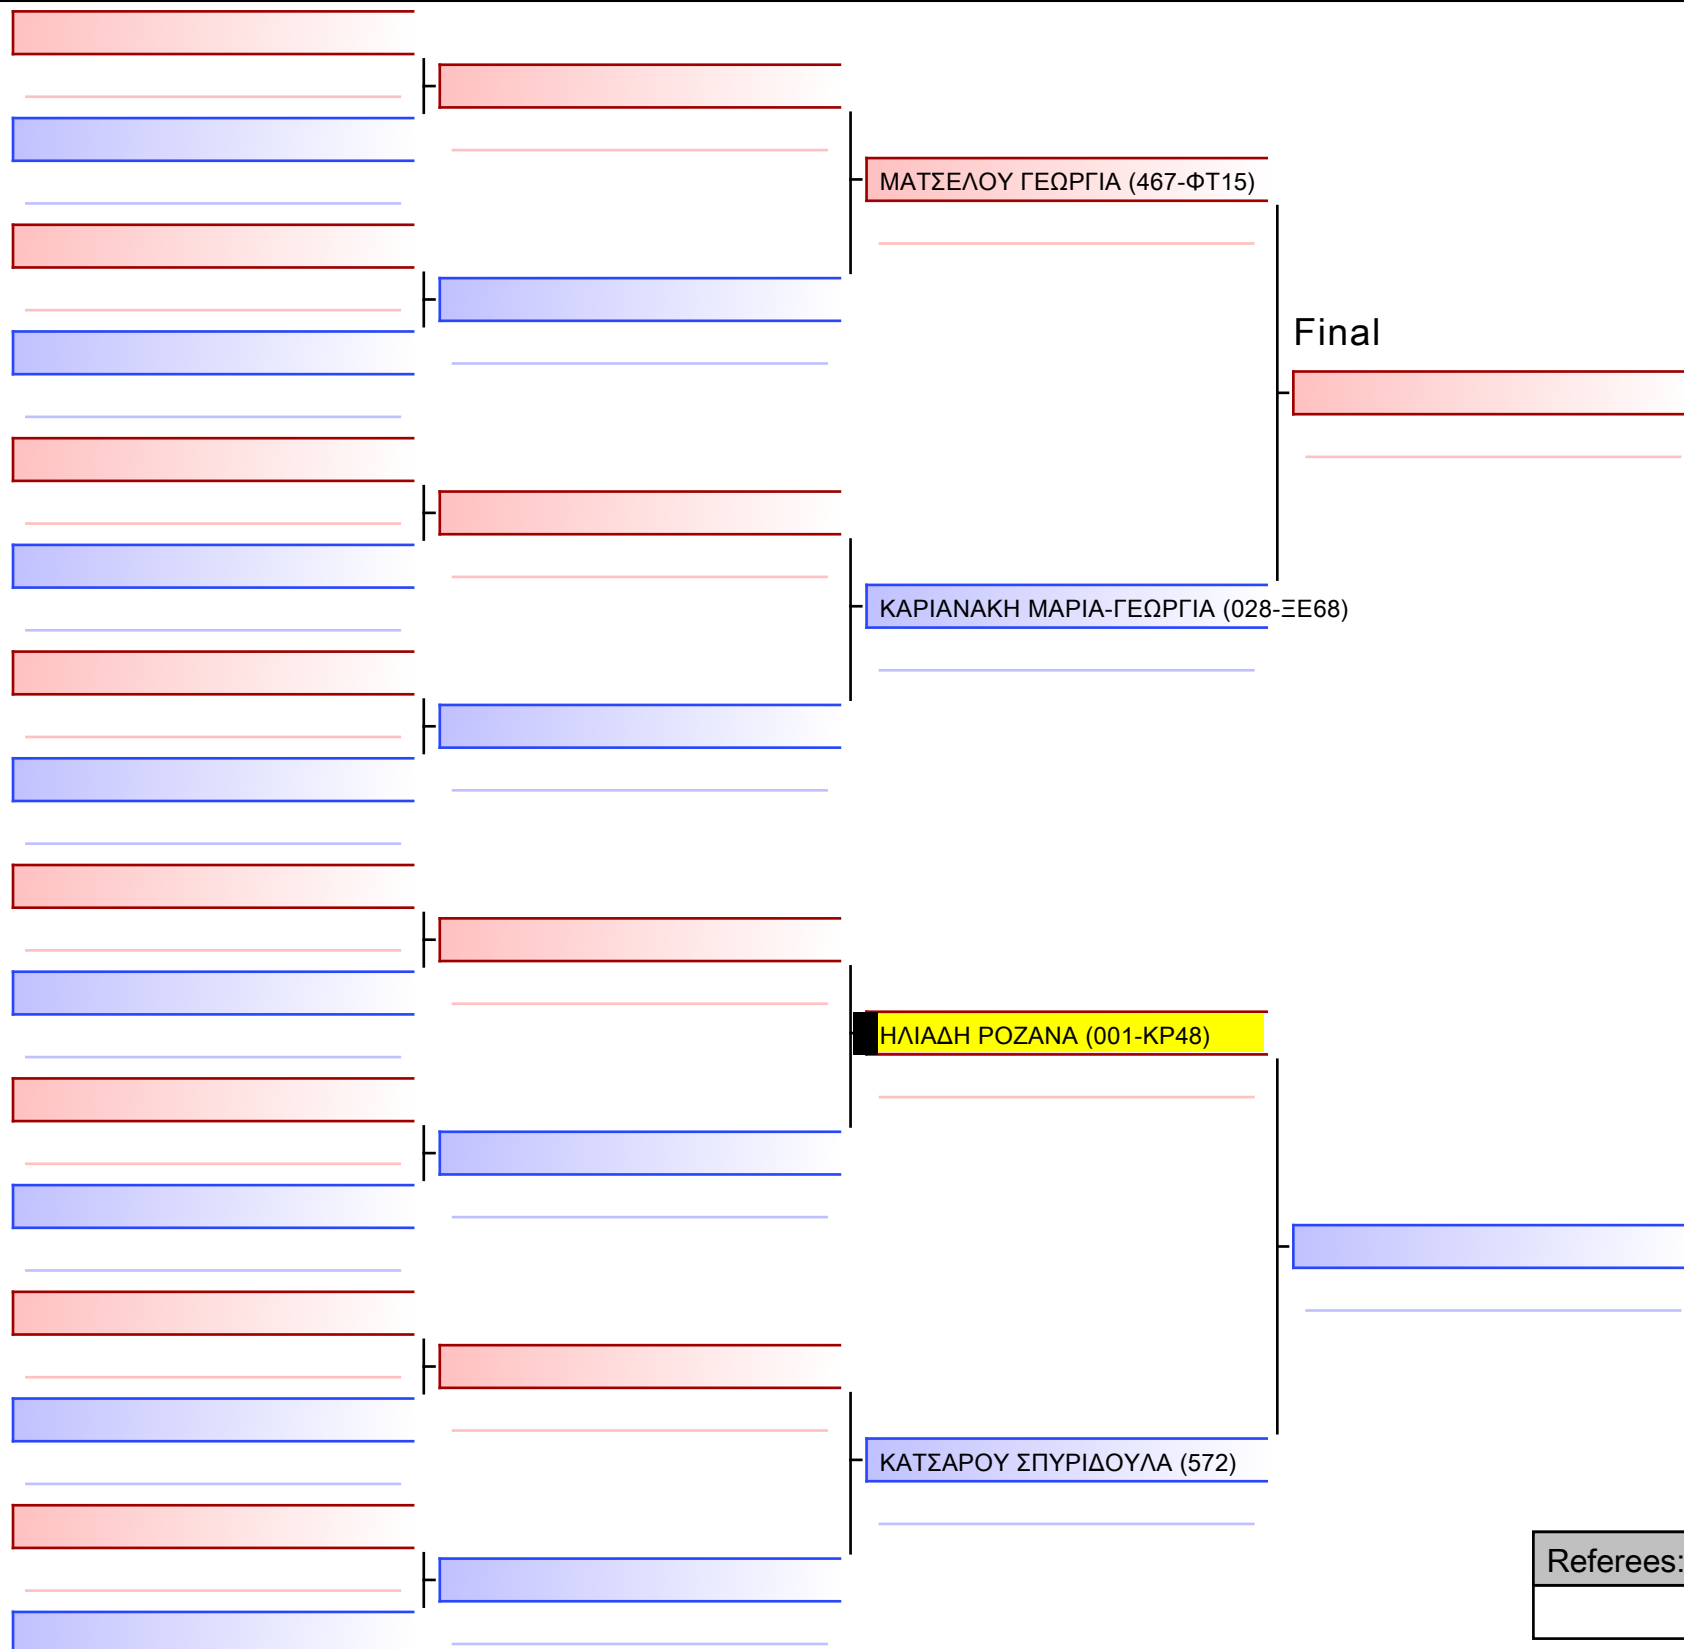 ΜΑΤΣΕΛΟΥ ΓΕΩΡΓΙΑ (467-ΦΤ15)
Final
ΚΑΡΙΑΝΑΚΗ ΜΑΡΙΑ-ΓΕΩΡΓΙΑ (028-ΞΕ68)
ΗΛΙΑΔΗ ΡΟΖΑΝΑ (001-ΚΡ48)
ΚΑΤΣΑΡΟΥ ΣΠΥΡΙΔΟΥΛΑ (572)
Referees: